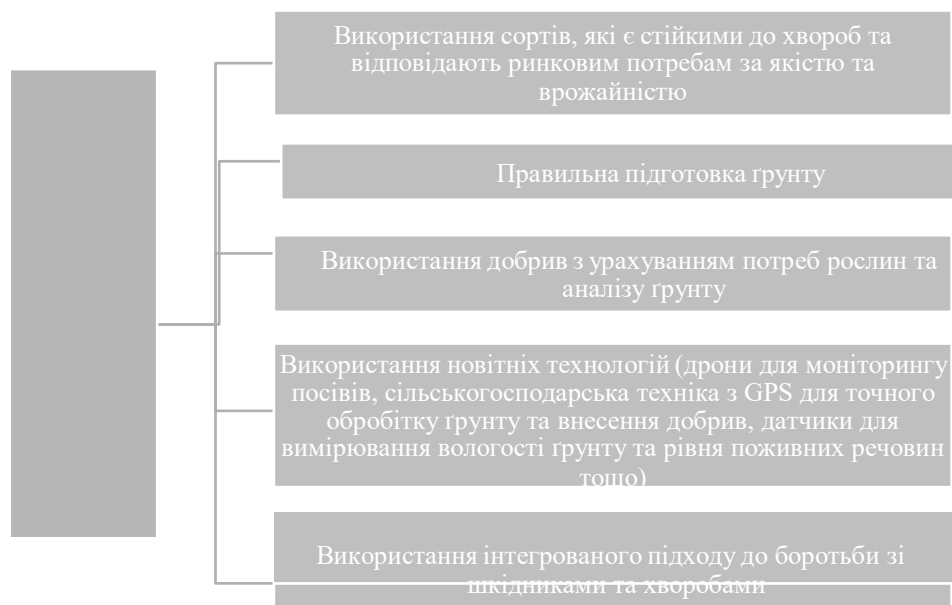 Використання сортів, які є стійкими до хвороб та
відповідають ринковим потребам за якістю та
врожайністю
Правильна підготовка ґрунту
Використання добрив з урахуванням потреб рослин та
аналізу ґрунту
Використання новітніх технологій (дрони для моніторингу
посівів, сільськогосподарська техніка з GPS для точного
обробітку ґрунту та внесення добрив, датчики для
вимірювання вологості ґрунту та рівня поживних речовин
тощо)
Використання інтегрованого підходу до боротьби зі
шкідниками та хворобами